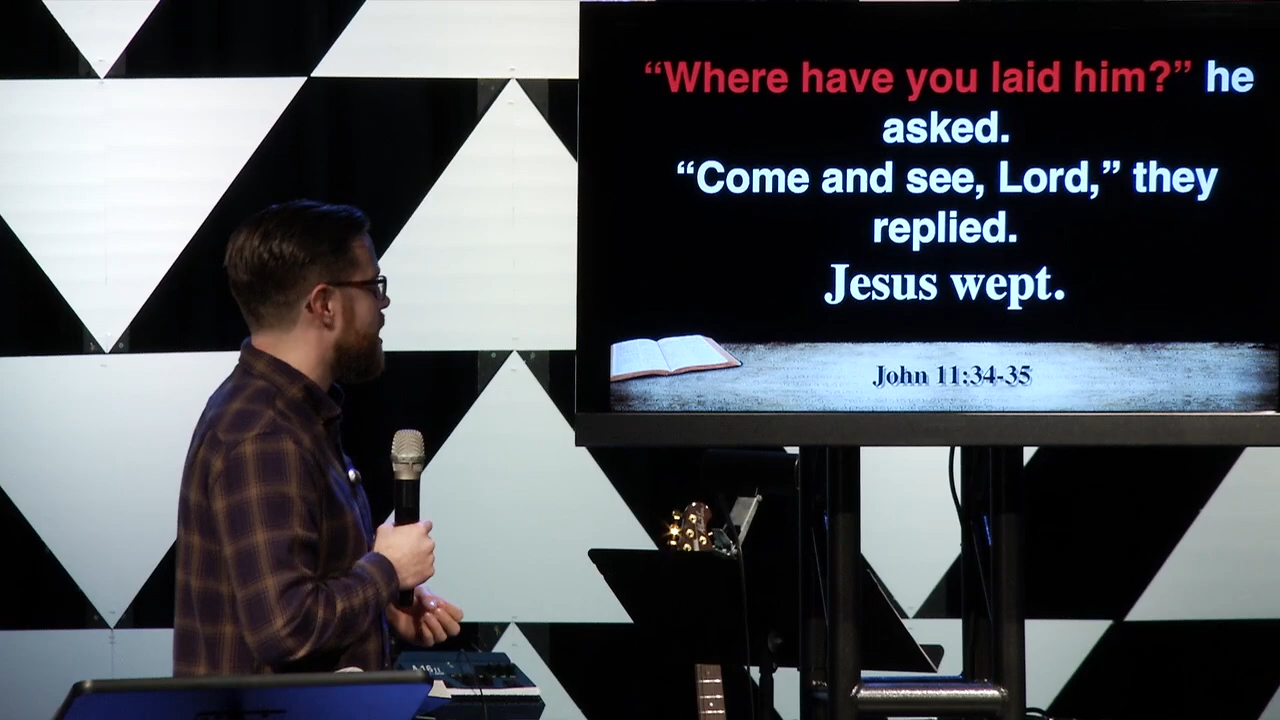 “Where have you laid him?” he
asked.
“Come and see, Lord,” they
replied.
Jesus wept.
John 11:34-35